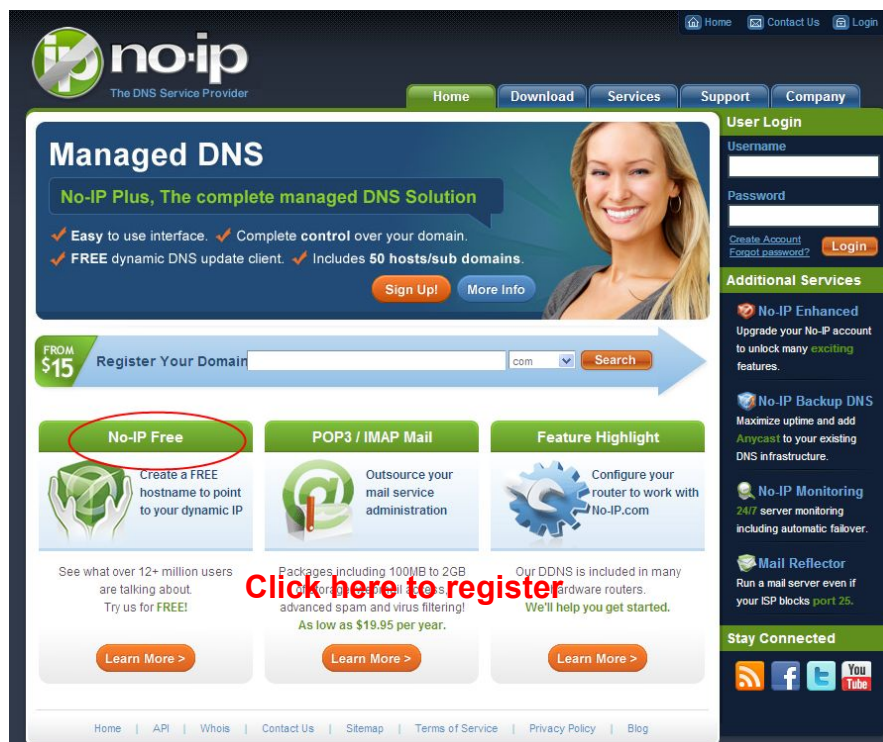 Home Contact Us Login
ip no·ip
The DNS Service Provider
Home Download Services Support Company
Managed DNS
No-IP Plus, The complete managed DNS Solution
Easy to use interface. Complete control over your domain.
FREE dynamic DNS update client. Includes 50 hosts/sub domains.
Sign Up! More Info
User Login
Username
Password
Create Account
Forgot password?
Login
FROM
$15
Register Your Domain
com
Search
Additional Services
No-IP Enhanced
Upgrade your No-IP account
to unlock many exciting
features.
No-IP Backup DNS
Maximize uptime and add
Anycast to your existing
DNS infrastructure.
No-IP Monitoring
24/7 server monitoring
including automatic failover.
Mail Reflector
Run a mail server even if
your ISP blocks port 25.
Stay Connected
You
Tube
No-IP Free
Create a FREE
hostname to point
to your dynamic IP
See what over 12+ million users
are talking about.
Try us for FREE!
Learn More >
POP3 / IMAP Mail
Outsource your
mail service
administration
Packages including 100MB to 2GB
advanced spam and virus filtering!
As low as $19.95 per year.
Learn More >
Feature Highlight
Configure your
router to work with
No-IP.com
Our DDNS is included in many
hardware routers.
We'll help you get started.
Learn More >
Click here to register
Home | API | Whois | Contact Us | Sitemap | Terms of Service | Privacy Policy | Blog